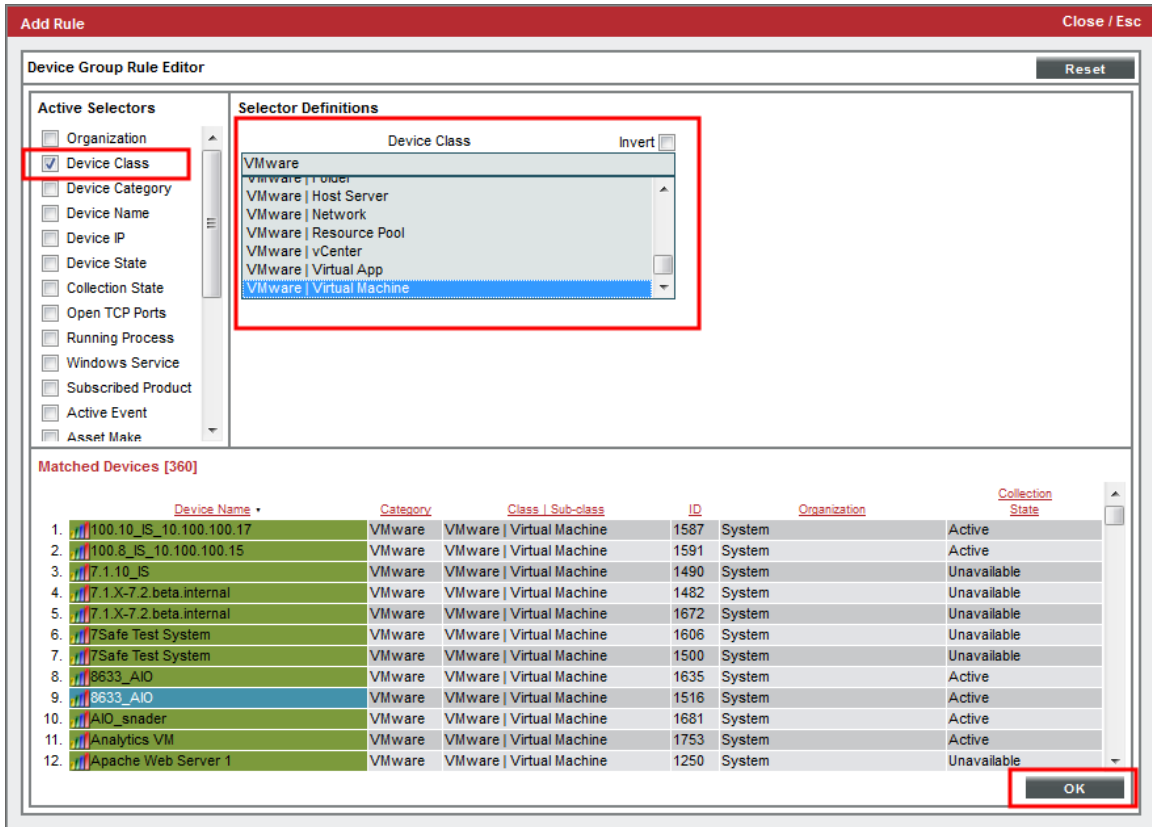 Add Rule Close / Esc
Device Group Rule Editor Reset
Active Selectors
Organization
Device Class
Device Category
Device Name
Device IP
Device State
Collection State
Open TCP Ports
Running Process
Windows Service
Subscribed Product
Active Event
Asset Make
Selector Definitions
Device Class Invert
VMware
VMware | Folder
VMware | Host Server
VMware | Network
VMware | Resource Pool
VMware | vCenter
VMware | Virtual App
VMware | Virtual Machine
Matched Devices [360]
Device Name Category Class | Sub-class ID Organization Collection State
1. 100.10_IS_10.100.100.17 VMware VMware | Virtual Machine 1587 System Active
2. 100.8_IS_10.100.100.15 VMware VMware | Virtual Machine 1591 System Active
3. 7.1.10_IS VMware VMware | Virtual Machine 1490 System Unavailable
4. 7.1.X-7.2.beta.internal VMware VMware | Virtual Machine 1482 System Unavailable
5. 7.1.X-7.2.beta.internal VMware VMware | Virtual Machine 1672 System Unavailable
6. 7Safe Test System VMware VMware | Virtual Machine 1606 System Unavailable
7. 7Safe Test System VMware VMware | Virtual Machine 1500 System Unavailable
8. 8633_AIO VMware VMware | Virtual Machine 1635 System Active
9. 8633_AIO VMware VMware | Virtual Machine 1516 System Active
10. AIO_snader VMware VMware | Virtual Machine 1681 System Active
11. Analytics VM VMware VMware | Virtual Machine 1753 System Active
12. Apache Web Server 1 VMware VMware | Virtual Machine 1250 System Unavailable
OK